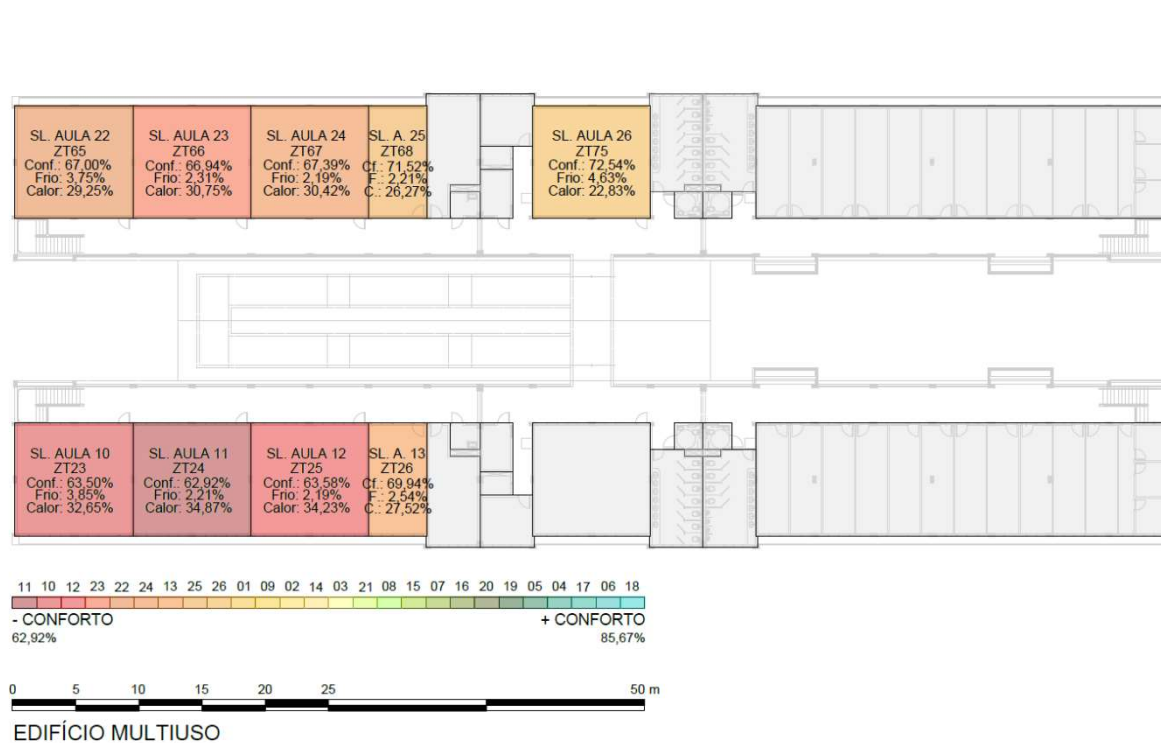 SL. AULA 22
ZT65
Conf.: 67,00%
Frio: 3,75%
Calor: 29,25%
SL. AULA 23
ZT66
Conf.: 66,94%
Frio: 2,31%
Calor: 30,75%
SL. AULA 24
ZT67
Conf.: 67,39%
Frio: 2,19%
Calor: 30,42%
SL. A. 25
ZT68
Cf.: 71,52%
F.: 2,21%
C.: 26,27%
SL. AULA 26
ZT75
Conf.: 72,54%
Frio: 4,63%
Calor: 22,83%
SL. AULA 10
ZT23
Conf.: 63,50%
Frio: 3,85%
Calor: 32,65%
SL. AULA 11
ZT24
Conf.: 62,92%
Frio: 2,21%
Calor: 34,87%
SL. AULA 12
ZT25
Conf.: 63,58%
Frio: 2,19%
Calor: 34,23%
SL. A. 13
ZT26
Cf.: 69,94%
F.: 2,54%
C.: 27,52%
11 10 12 23 22 24 13 25 26 01 09 02 14 03 21 08 15 07 16 20 19 05 04 17 06 18
- CONFORTO + CONFORTO
62,92% 85,67%
0 5 10 15 20 25 50 m
EDIFÍCIO MULTIUSO